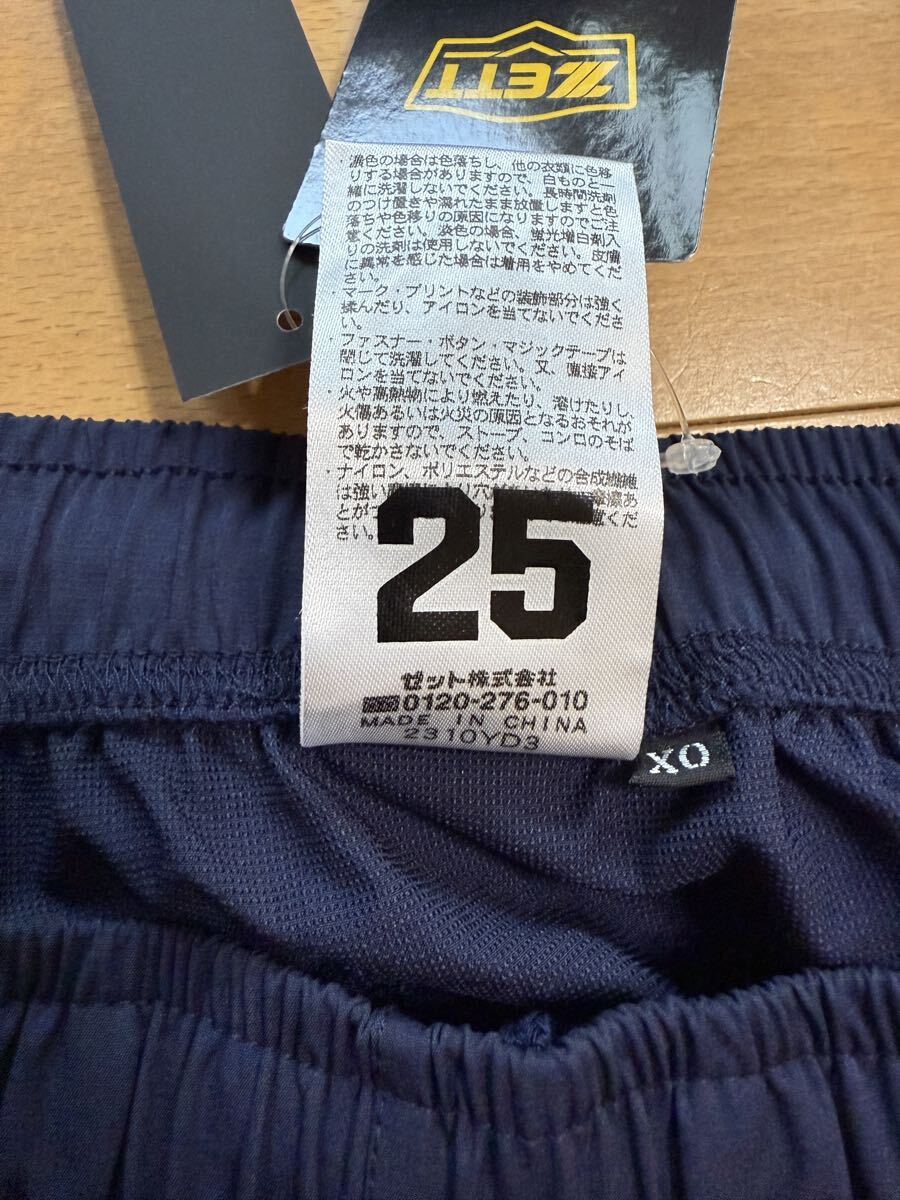 ZETT
・濃色の場合は色落ちし、他の衣類に色移
りする場合がありますので、白ものと一
緒に洗濯しないでください。長時間洗剤
のつけ置きや濡れたまま放置しますと色
落ちや色移りの原因になりますのでご注
意ください。淡色の場合、蛍光増白剤入
りの洗剤は使用しないでください。皮膚
に異常を感じた場合は着用をやめてくだ
さい。
・マーク・プリントなどの装飾部分は強く
揉んだり、アイロンを当てないでくださ
い。
・ファスナー・ボタン・マジックテープは
閉じて洗濯してください。又、直接アイ
ロンを当てないでください。
・火や高熱物により燃えたり、溶けたりし、
火傷あるいは火災の原因となるおそれが
ありますので、ストーブ、コンロのそば
で乾かさないでください。
・ナイロン、ポリエステルなどの合成繊維
は強い
とが
さい。
25
ゼット株式会社
0120-276-010
MADE IN CHINA
2310YD3
XO